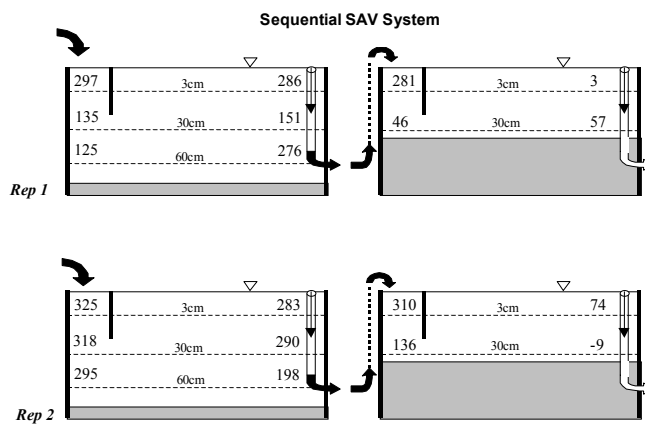 Sequential SAV System
297 3cm 286 281 3cm 3
135 30cm 151 46 30cm 57
125 60cm 276
Rep 1
325 3cm 283 310 3cm 74
318 30cm 290 136 30cm -9
295 60cm 198
Rep 2